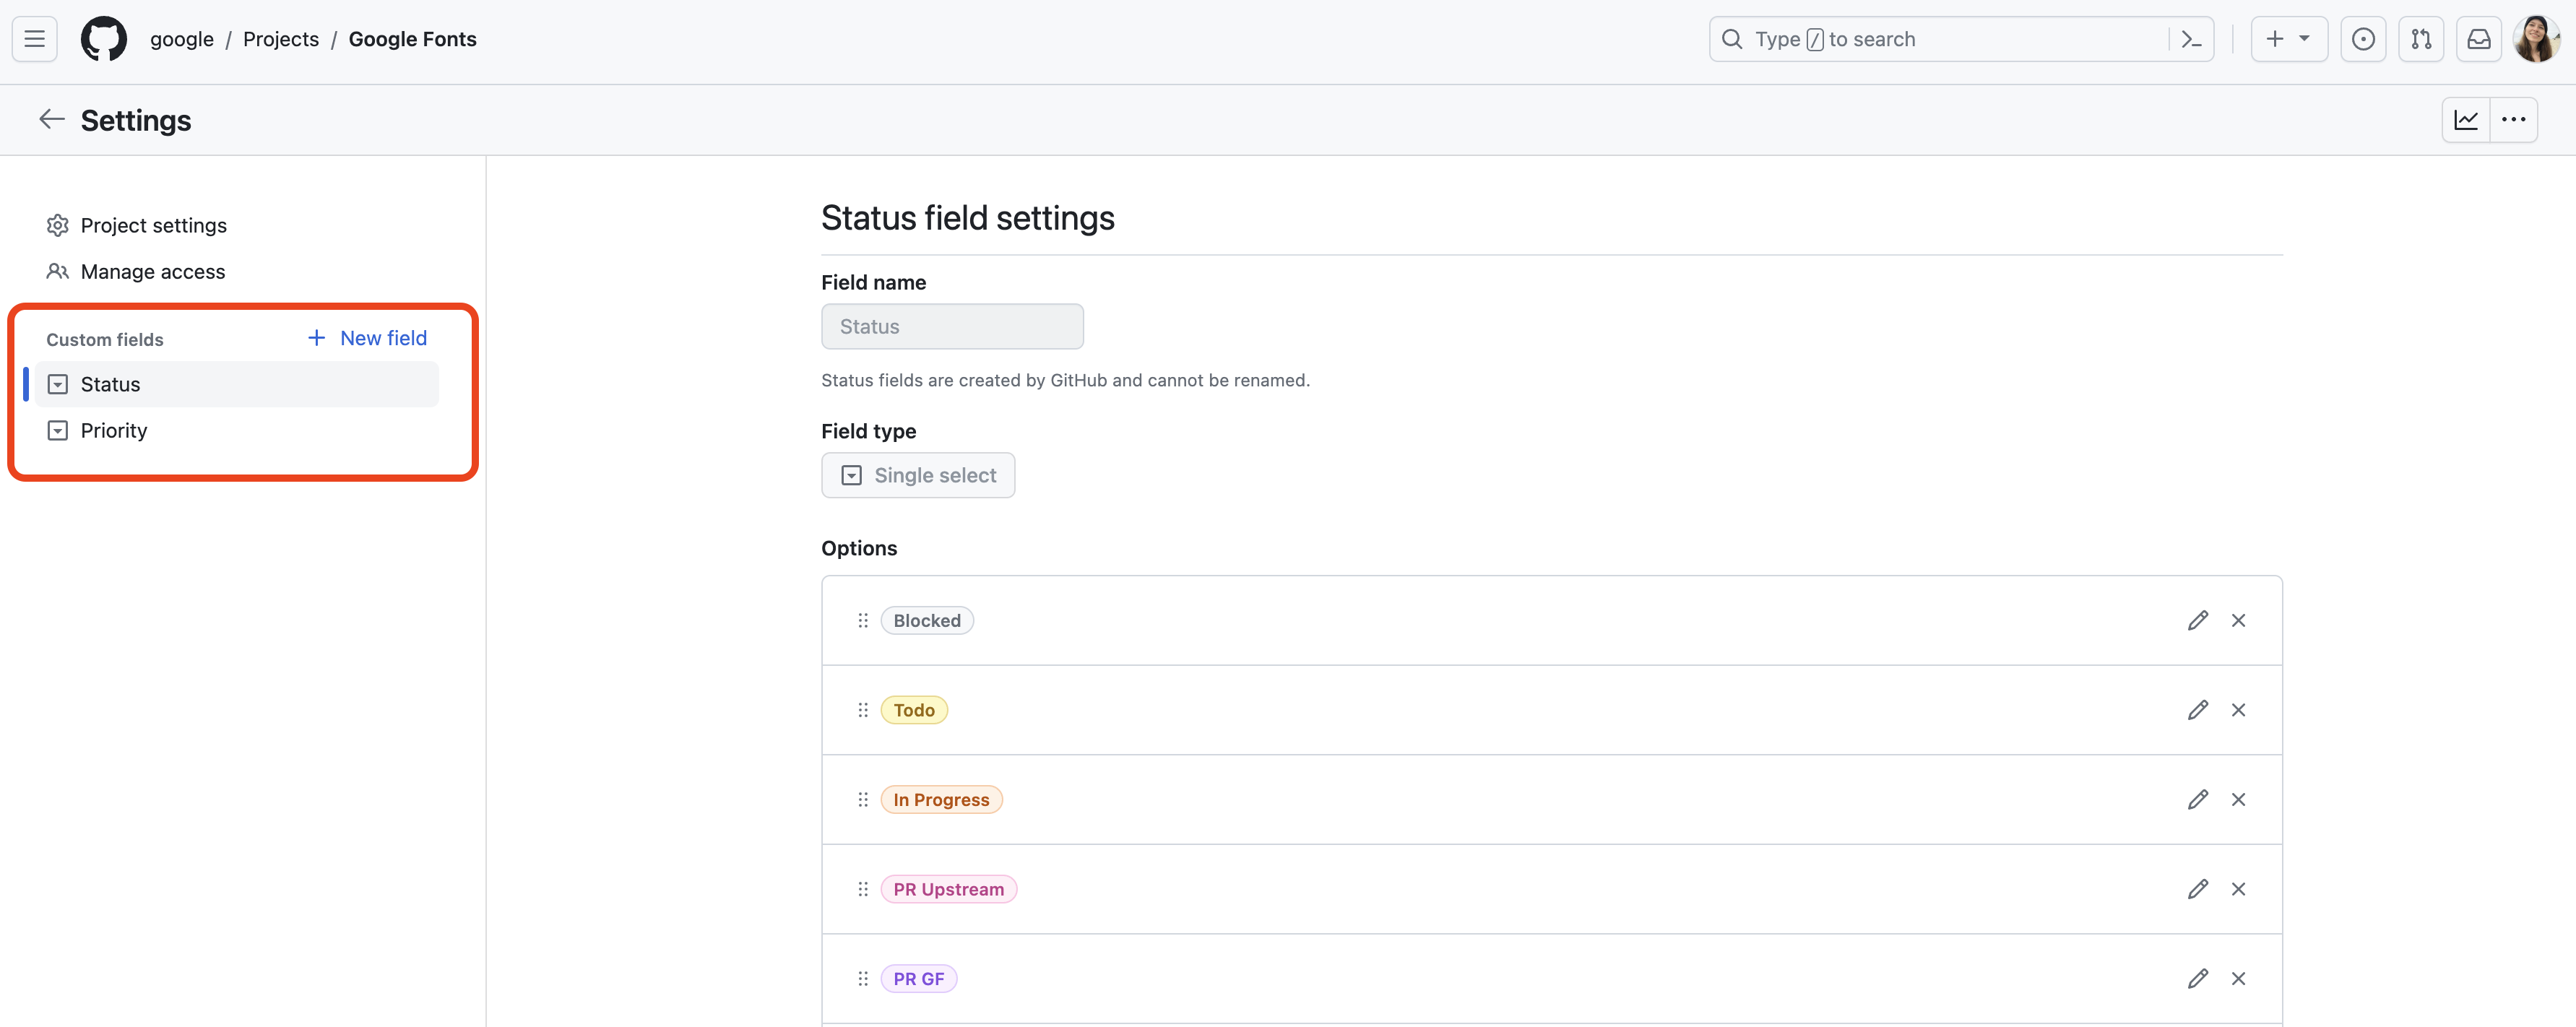 google / Projects / Google Fonts
Type / to search
Settings
Project settings
Manage access
Custom fields
New field
Status
Priority
Status field settings
Field name
Status
Status fields are created by GitHub and cannot be renamed.
Field type
Single select
Options
Blocked
Todo
In Progress
PR Upstream
PR GF